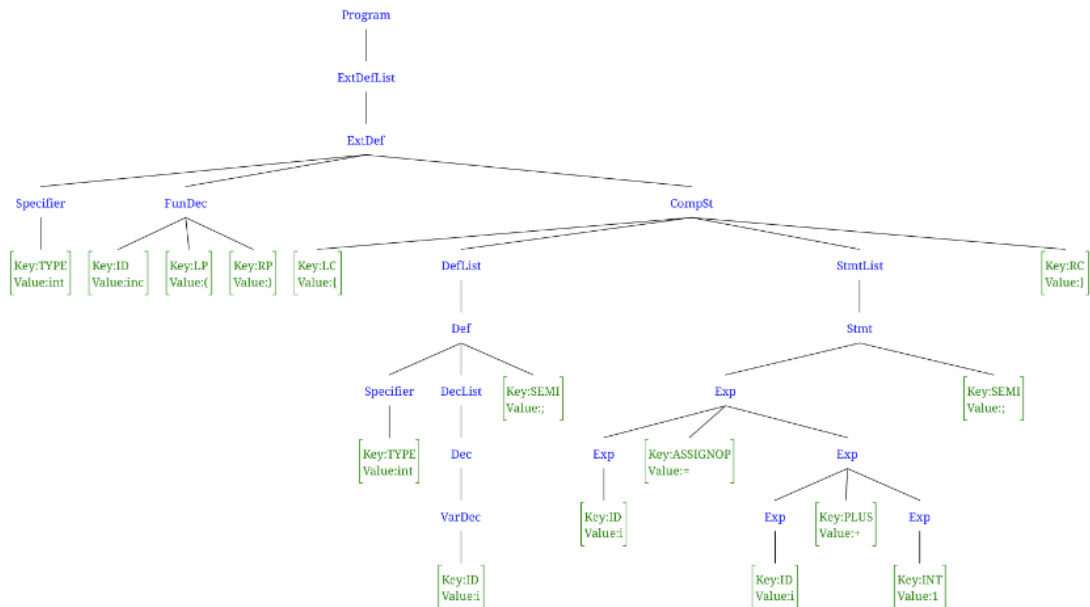 Program
ExtDefList
ExtDef
Specifier
FunDec
CompSt
Key:TYPE
Value:int
Key:ID
Value:inc
Key:LP
Value:(
Key:RP
Value:)
Key:LC
Value:{
DefList
StmtList
Key:RC
Value:}
Def
Stmt
Specifier
DecList
Key:SEMI
Value:;
Exp
Key:SEMI
Value:;
Key:TYPE
Value:int
Dec
Exp
Key:ASSIGNOP
Value:=
Exp
VarDec
Key:ID
Value:i
Exp
Key:PLUS
Value:+
Exp
Key:ID
Value:i
Key:ID
Value:i
Key:INT
Value:1